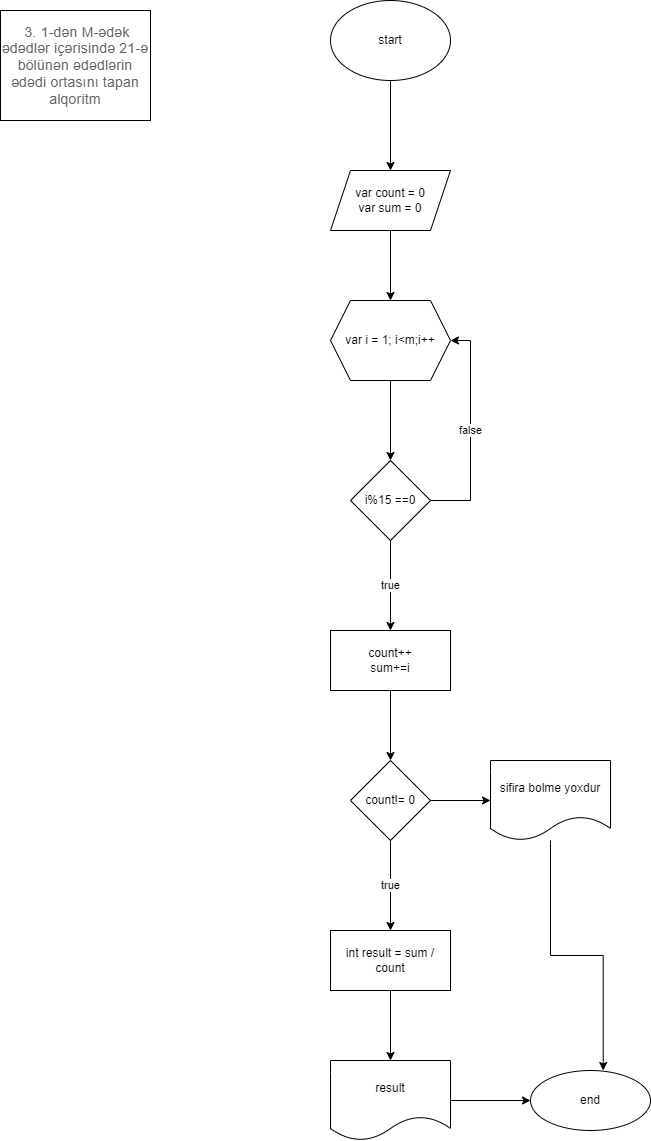 3. 1-dən M-ədək
ədədlər içərisində 21-ə
bölünən ədədlərin
ədədi ortasını tapan
alqoritm
start
var count = 0
var sum = 0
var i = 1; i<m;i++
false
i%15 ==0
true
count++
sum+=i
count!= 0
sifira bolme yoxdur
true
int result = sum /
count
result
end